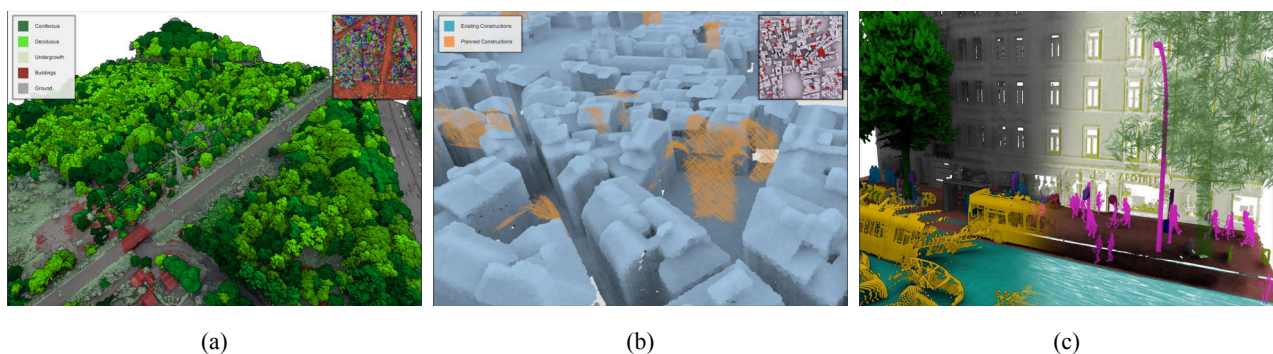 Coniferous
Deciduous
Undergrowth
Buildings
Ground
Existing Constructions
Planned Constructions
(a)
(b)
(c)